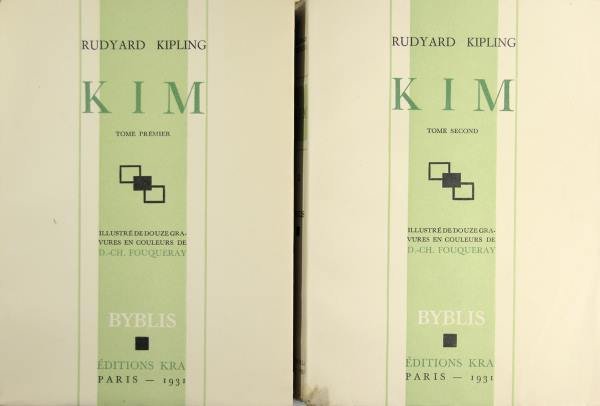 RUDYARD KIPLING
KIM
TOME PREMIER
ILLUSTRÉ DE DOUZE GRA-
VURES EN COULEURS DE
D.-CH. FOUQUERAY
BYBLIS
ÉDITIONS KRA
PARIS — 1931
RUDYARD KIPLING
KIM
TOME SECOND
ILLUSTRÉ DE DOUZE GRA-
VURES EN COULEURS DE
D.-CH. FOUQUERAY
BYBLIS
ÉDITIONS KRA
PARIS — 1931